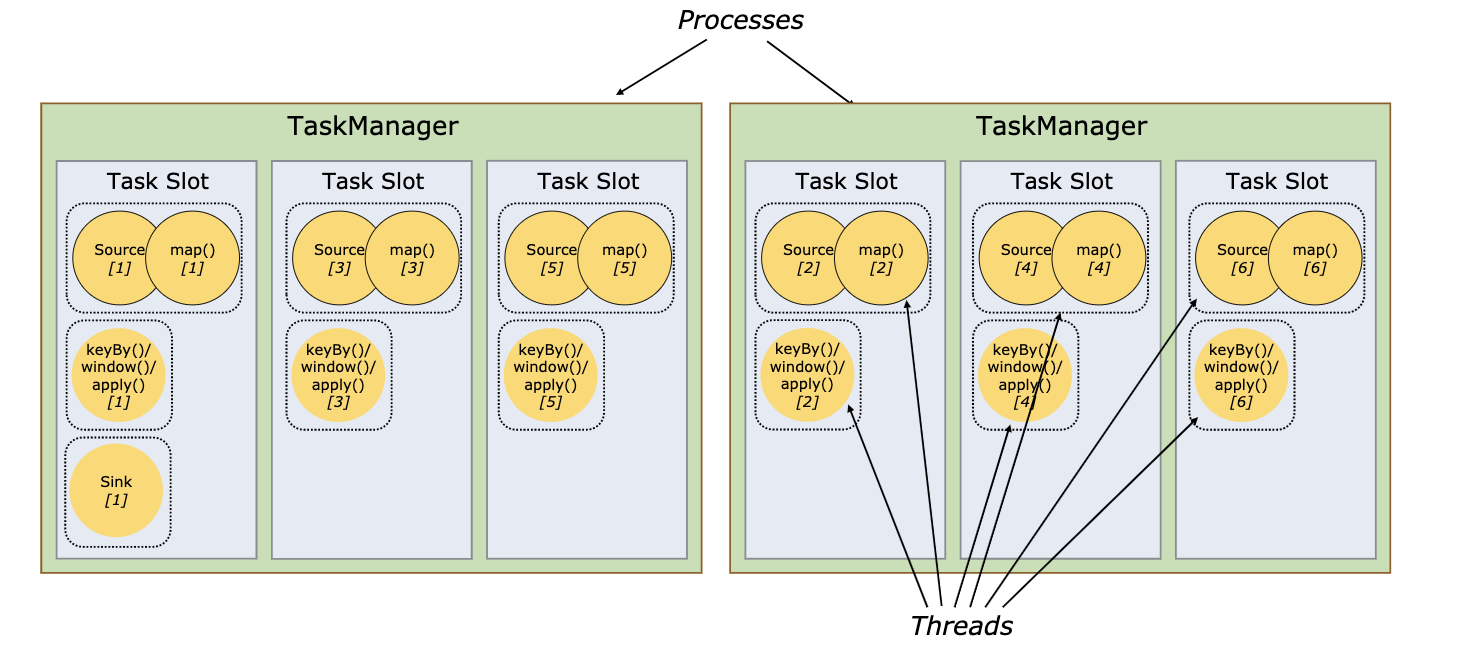 Processes
TaskManager
Task Slot
Source
[1]
map()
[1]
keyBy()/
window()/
apply()
[1]
Sink
[1]
Task Slot
Source
[3]
map()
[3]
keyBy()/
window()/
apply()
[3]
Task Slot
Source
[5]
map()
[5]
keyBy()/
window()/
apply()
[5]
TaskManager
Task Slot
Source
[2]
map()
[2]
keyBy()/
window()/
apply()
[2]
Task Slot
Source
[4]
map()
[4]
keyBy()/
window()/
apply()
[4]
Task Slot
Source
[6]
map()
[6]
keyBy()/
window()/
apply()
[6]
Threads